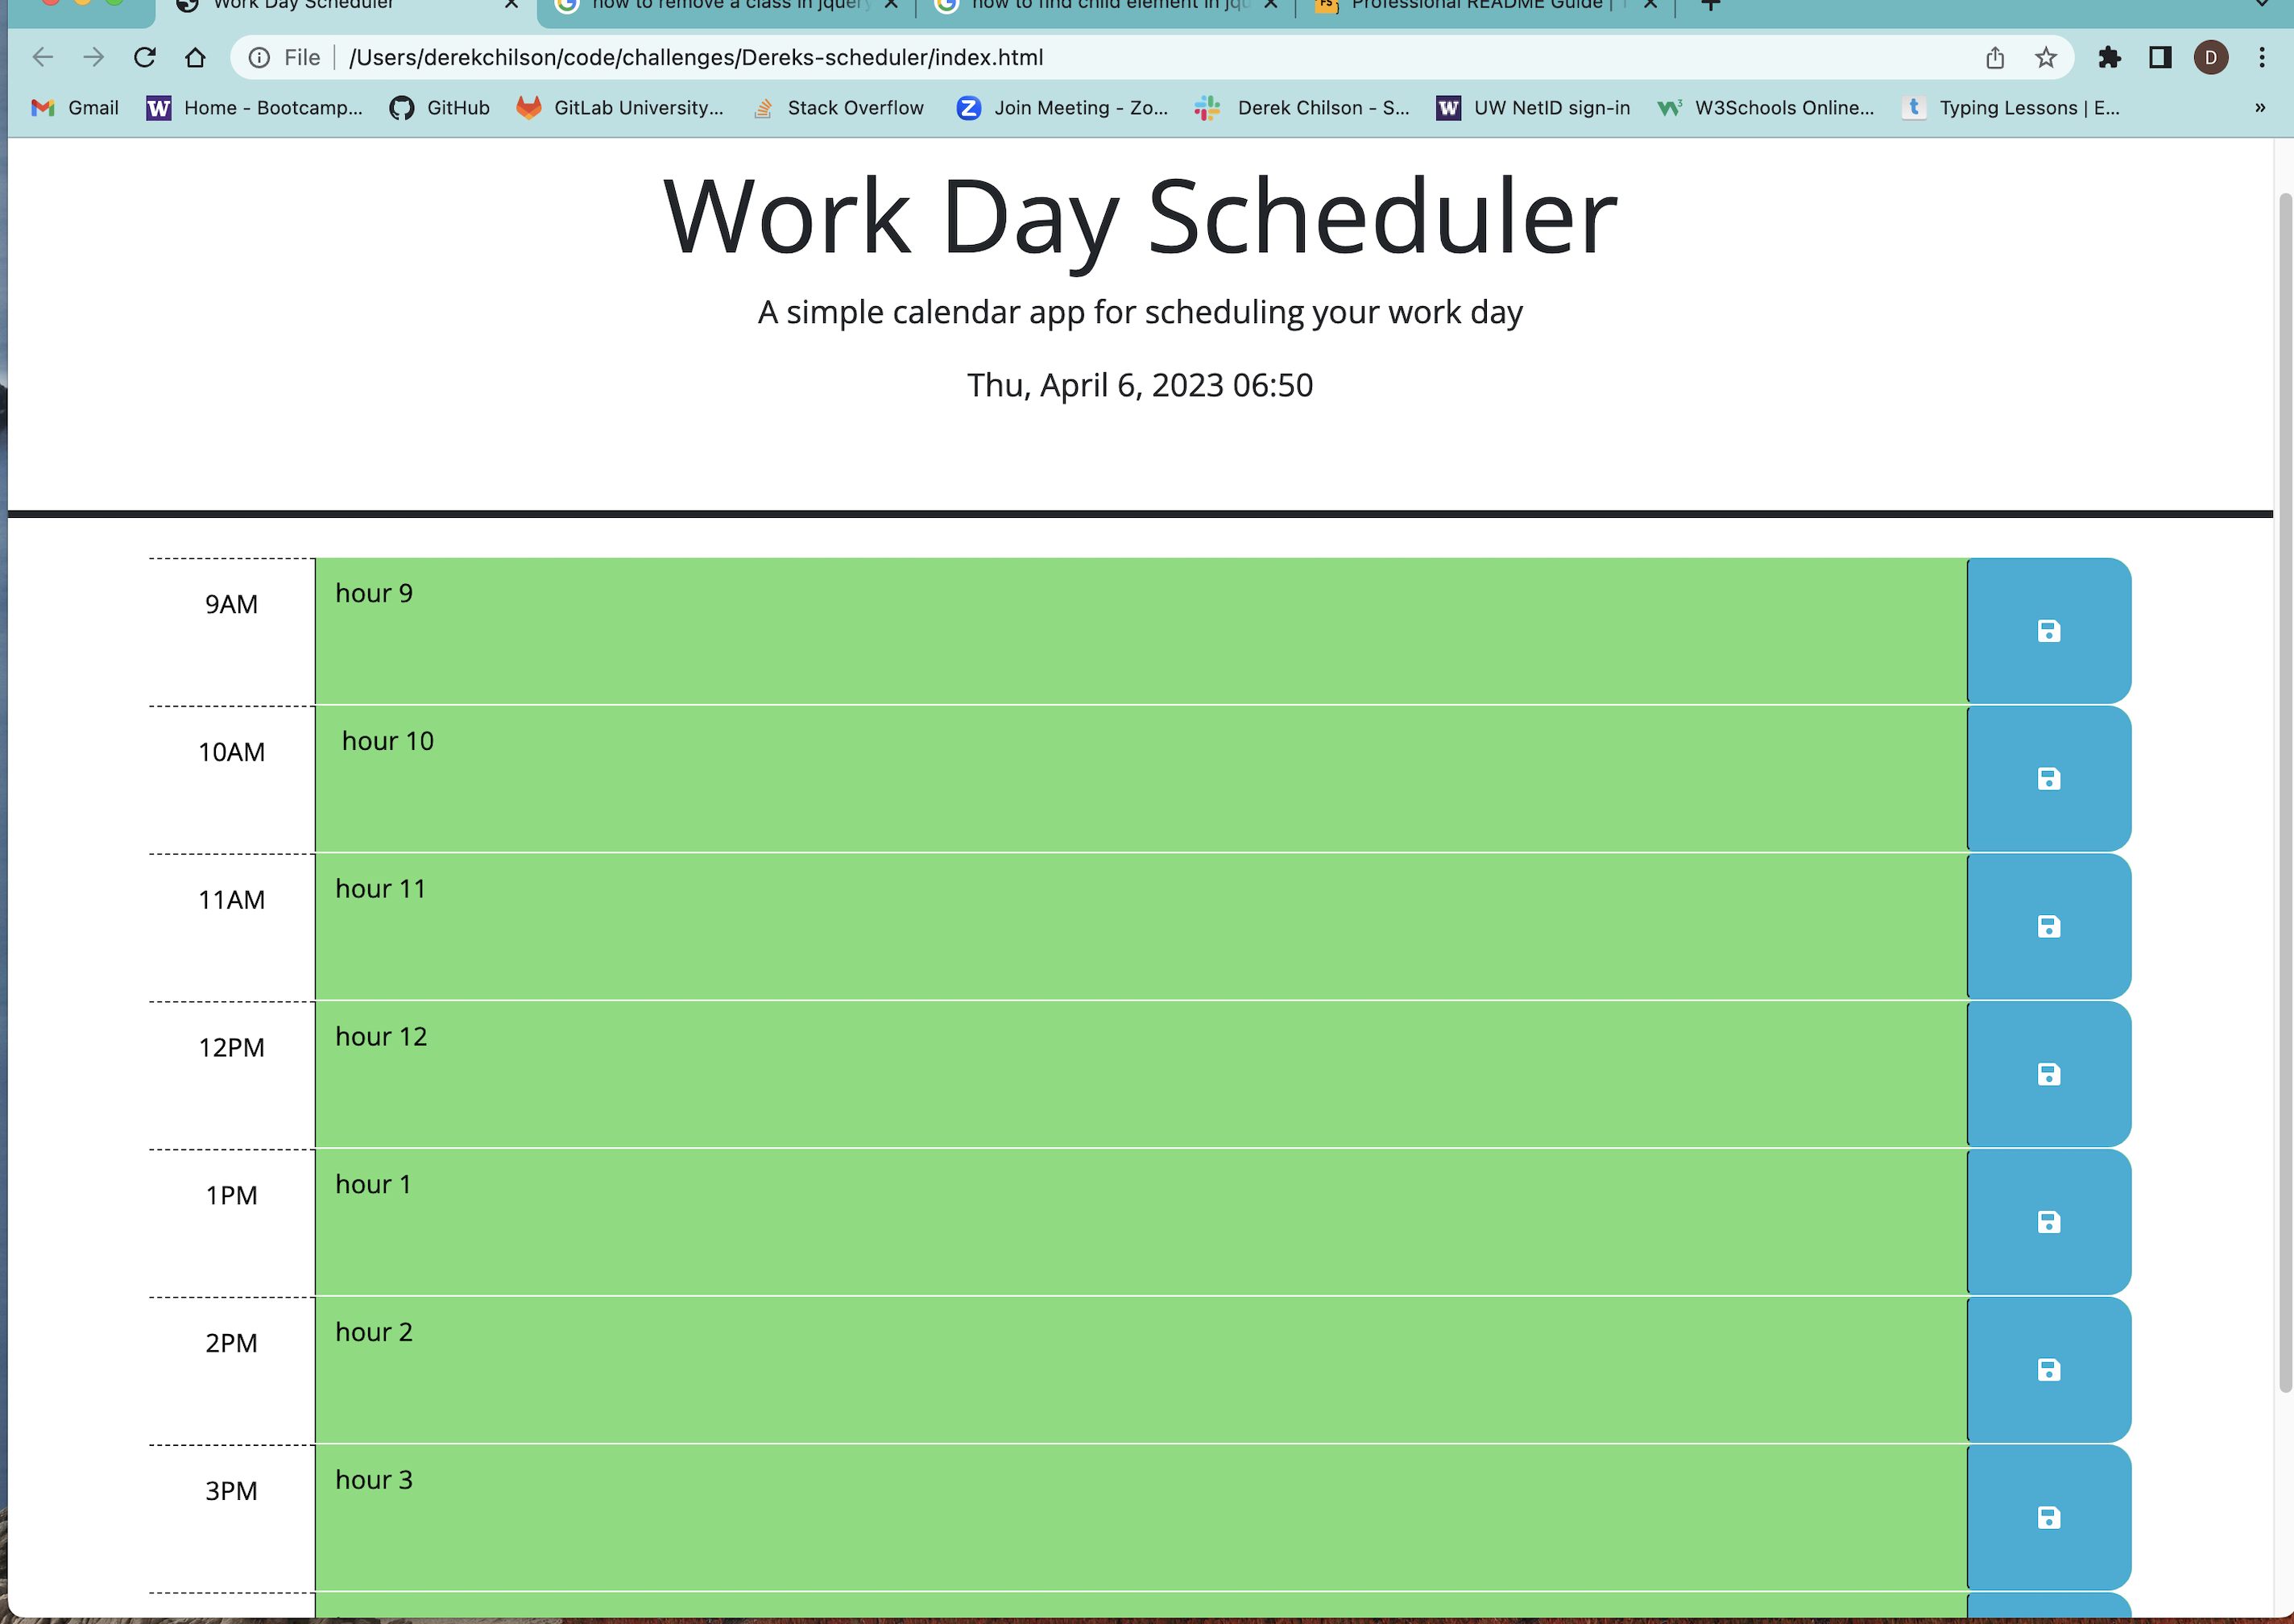 Work Day Scheduler
how to remove a class in jquery
how to find child element in jqu
Professional README Guide |
File /Users/derekchilson/code/challenges/Dereks-scheduler/index.html
D
Gmail
Home - Bootcamp...
GitHub
GitLab University...
Stack Overflow
Join Meeting - Zo...
Derek Chilson - S...
UW NetID sign-in
W3Schools Online...
Typing Lessons | E...
»
Work Day Scheduler
A simple calendar app for scheduling your work day
Thu, April 6, 2023 06:50
9AM hour 9
10AM hour 10
11AM hour 11
12PM hour 12
1PM hour 1
2PM hour 2
3PM hour 3